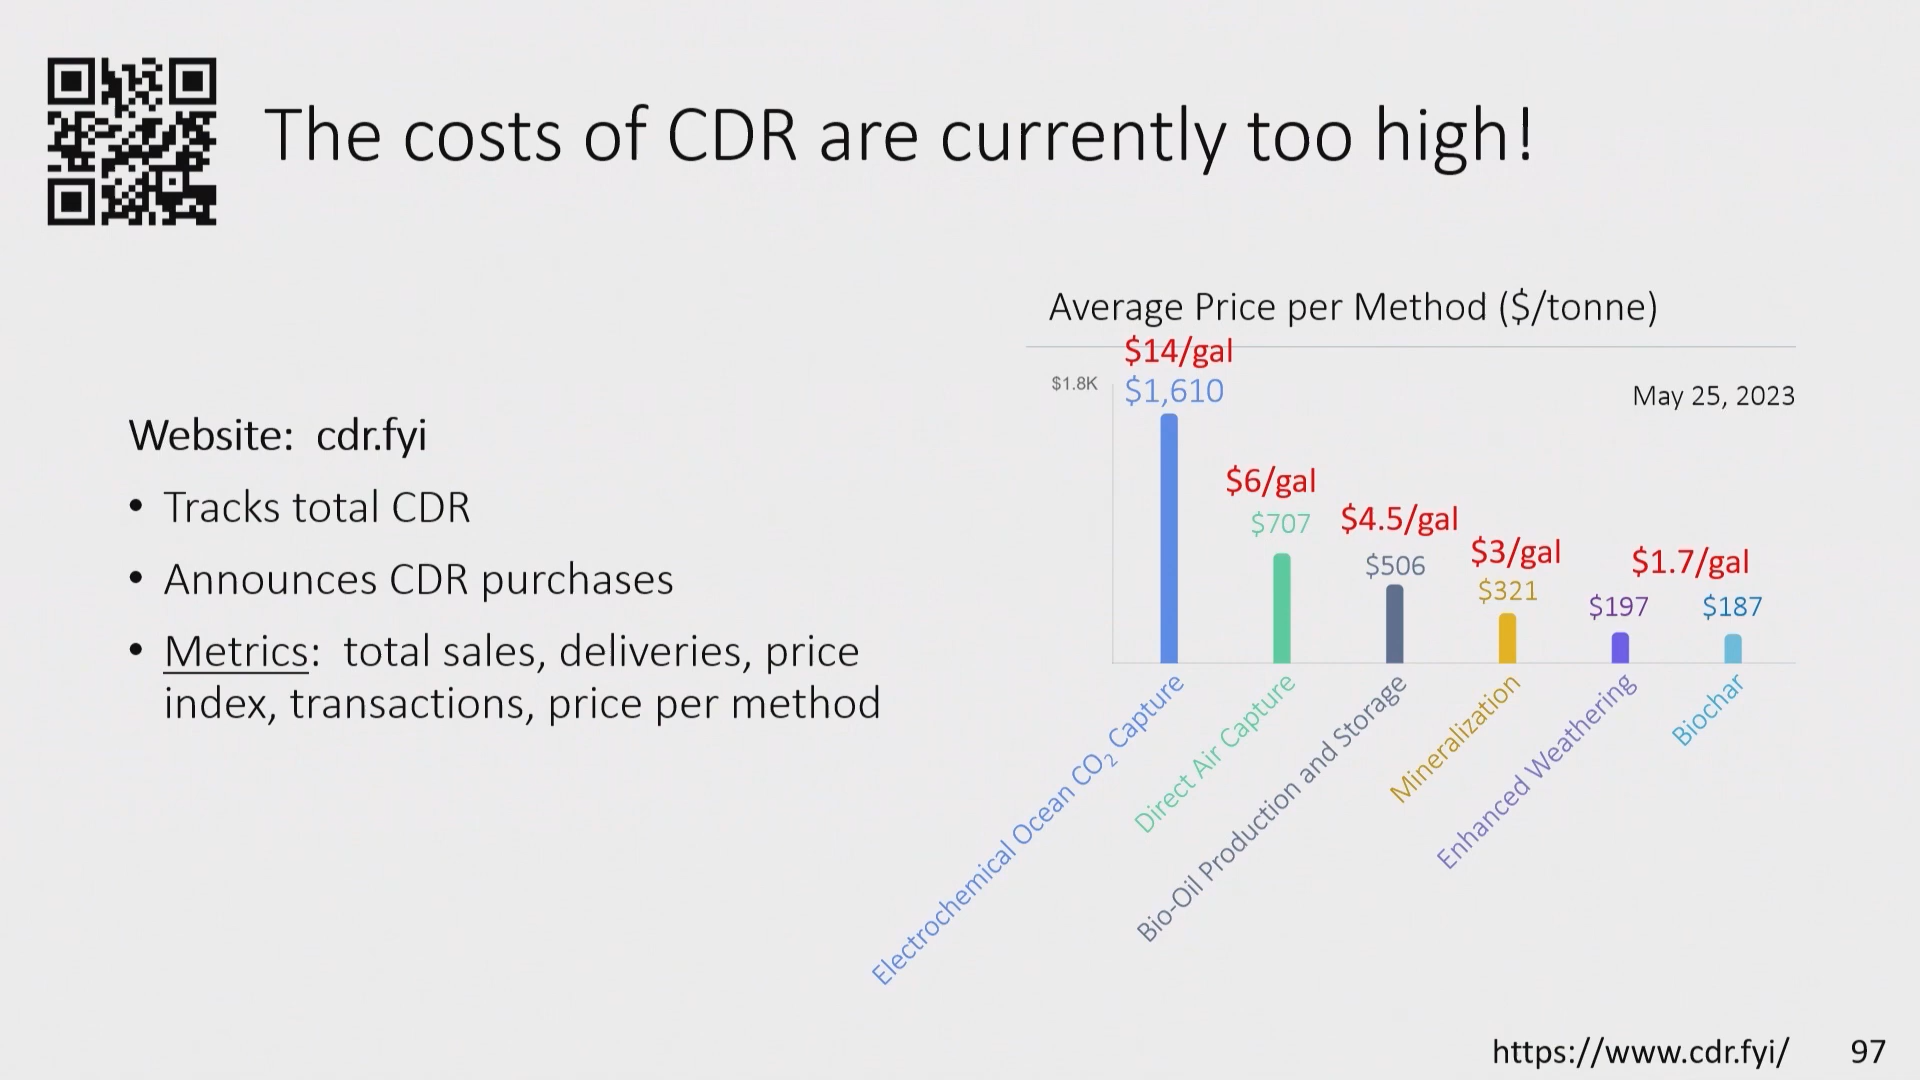 The costs of CDR are currently too high!
Website: cdr.fyi
• Tracks total CDR
• Announces CDR purchases
• Metrics: total sales, deliveries, price
index, transactions, price per method
Average Price per Method ($/tonne)
May 25, 2023
$1.8K
$14/gal
$1,610
$6/gal
$707
$4.5/gal
$506
$3/gal
$321
$1.7/gal
$197
$187
Electrochemical Ocean CO₂ Capture
Direct Air Capture
Bio-Oil Production and Storage
Mineralization
Enhanced Weathering
Biochar
https://www.cdr.fyi/
97